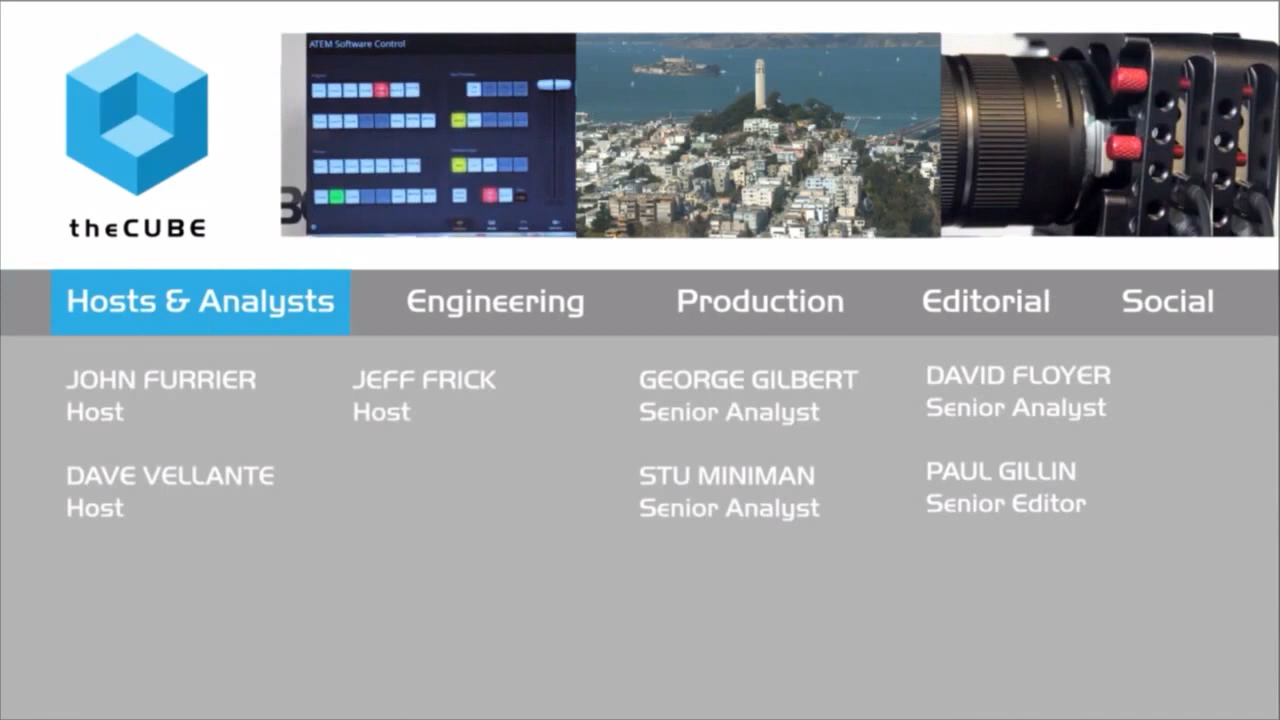 theCUBE
ATEM Software Control
B
Hosts & Analysts
Engineering
Production
Editorial
Social
JOHN FURRIER
Host
JEFF FRICK
Host
GEORGE GILBERT
Senior Analyst
DAVID FLOYER
Senior Analyst
DAVE VELLANTE
Host
STU MINIMAN
Senior Analyst
PAUL GILLIN
Senior Editor